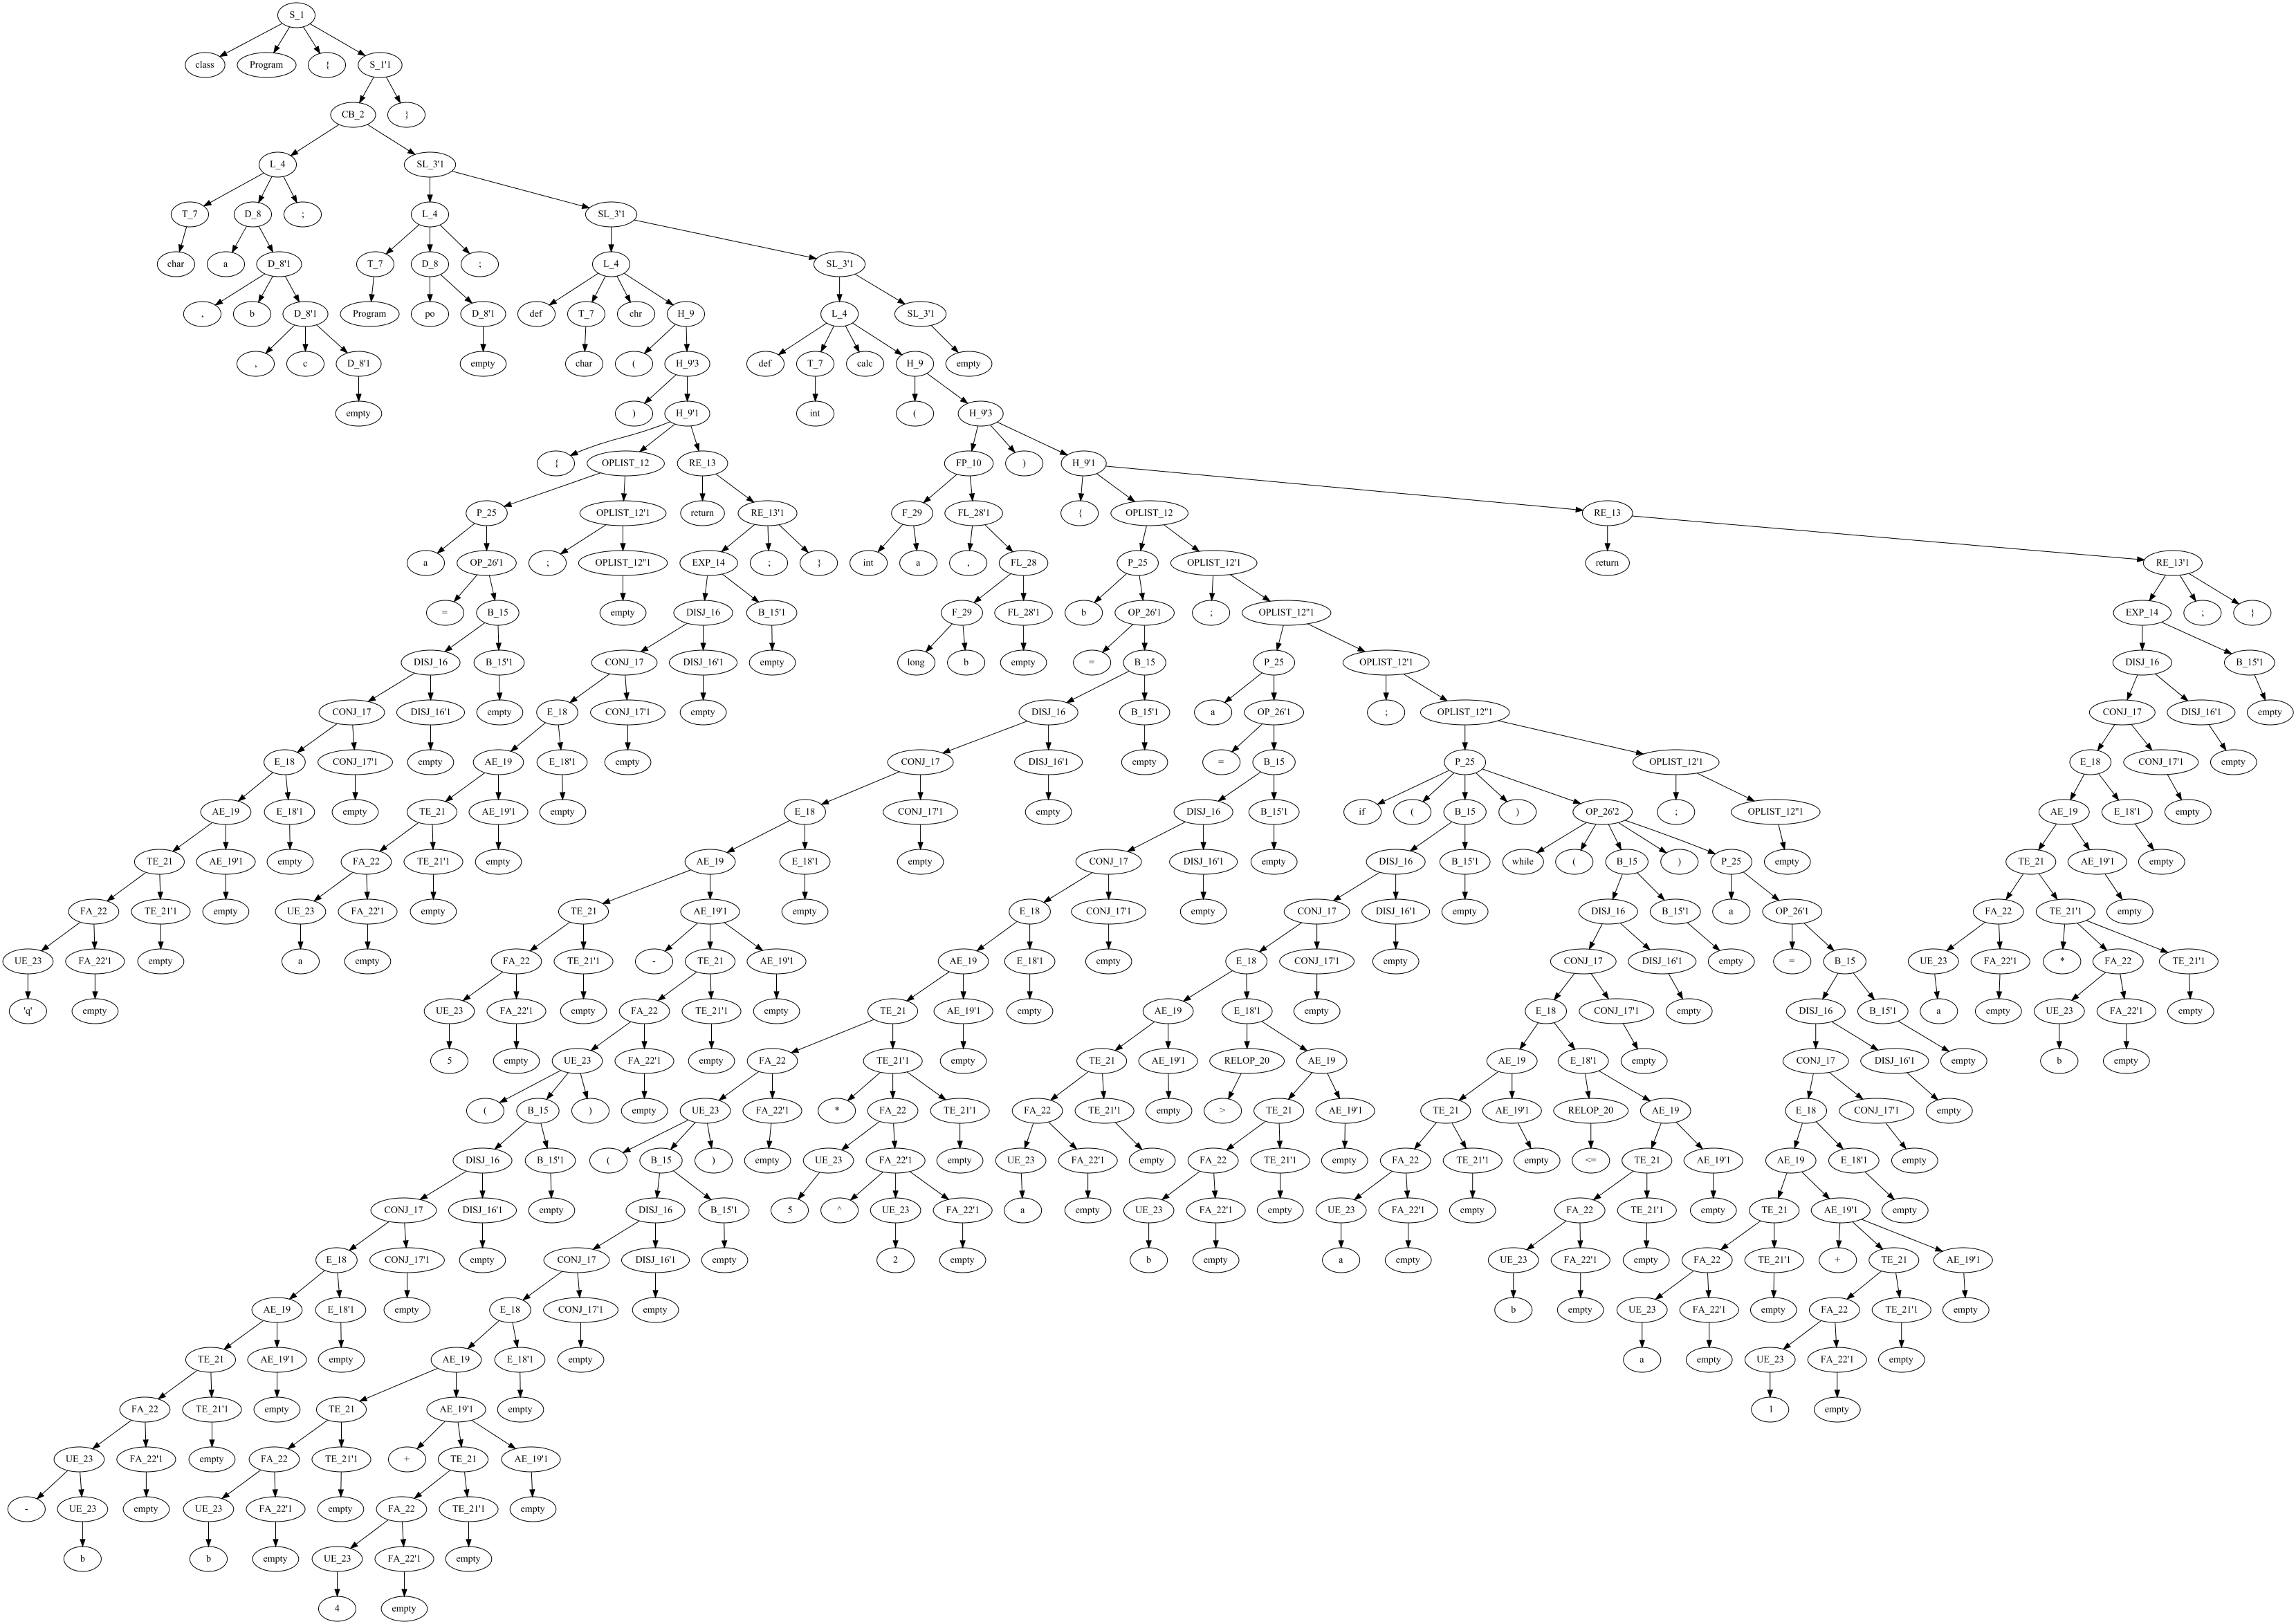 S_1
class Program { S_1'1
CB_2 }
L_4 SL_3'1
T_7 D_8 ; L_4 SL_3'1
char a D_8'1 T_7 D_8 ; L_4 SL_3'1
, b D_8'1 Program po D_8'1 def T_7 chr H_9 L_4 SL_3'1
, c D_8'1 empty char ( H_9'3 def T_7 calc H_9 empty
empty ) H_9'1 int ( H_9'3
{ OPLIST_12 RE_13 FP_10 ) H_9'1
P_25 OPLIST_12'1 return RE_13'1 F_29 FL_28'1 { OPLIST_12 RE_13
a OP_26'1 ; OPLIST_12''1 EXP_14 ; } int a , FL_28 P_25 OPLIST_12'1 return RE_13'1
= B_15 empty DISJ_16 B_15'1 F_29 FL_28'1 b OP_26'1 ; OPLIST_12''1 EXP_14 ; }
DISJ_16 B_15'1 CONJ_17 DISJ_16'1 empty long b empty = B_15 P_25 OPLIST_12'1 DISJ_16 B_15'1
CONJ_17 DISJ_16'1 empty E_18 CONJ_17'1 empty DISJ_16 B_15'1 a OP_26'1 ; OPLIST_12''1 CONJ_17 DISJ_16'1 empty
E_18 CONJ_17'1 empty AE_19 E_18'1 empty CONJ_17 DISJ_16'1 empty = B_15 P_25 OPLIST_12'1 E_18 CONJ_17'1 empty
AE_19 E_18'1 empty TE_21 AE_19'1 empty E_18 CONJ_17'1 empty DISJ_16 B_15'1 if ( B_15 ) OP_26'2 ; OPLIST_12''1 AE_19 E_18'1 empty
TE_21 AE_19'1 empty FA_22 TE_21'1 empty AE_19 E_18'1 empty CONJ_17 DISJ_16'1 empty DISJ_16 B_15'1 while ( B_15 ) P_25 empty TE_21 AE_19'1 empty
FA_22 TE_21'1 empty UE_23 FA_22'1 empty TE_21 AE_19'1 empty E_18 CONJ_17'1 empty CONJ_17 DISJ_16'1 empty DISJ_16 B_15'1 a OP_26'1 FA_22 TE_21'1 empty
UE_23 FA_22'1 empty a empty FA_22 TE_21'1 - TE_21 AE_19'1 AE_19 E_18'1 empty E_18 CONJ_17'1 empty CONJ_17 DISJ_16'1 empty = B_15 UE_23 FA_22'1 * FA_22 TE_21'1
'q' empty UE_23 FA_22'1 empty FA_22 TE_21'1 empty TE_21 AE_19'1 empty AE_19 E_18'1 empty E_18 CONJ_17'1 empty DISJ_16 B_15'1 a empty UE_23 FA_22'1 empty
5 empty UE_23 FA_22'1 empty FA_22 TE_21'1 empty TE_21 AE_19'1 RELOP_20 AE_19 AE_19 E_18'1 empty CONJ_17 DISJ_16'1 empty b empty
( B_15 ) empty UE_23 FA_22'1 * FA_22 TE_21'1 FA_22 TE_21'1 empty > TE_21 AE_19'1 TE_21 AE_19'1 RELOP_20 AE_19 E_18 CONJ_17'1 empty
DISJ_16 B_15'1 ( B_15 ) empty UE_23 FA_22'1 empty UE_23 FA_22'1 empty FA_22 TE_21'1 empty FA_22 TE_21'1 empty <= TE_21 AE_19'1 AE_19 E_18'1 empty
CONJ_17 DISJ_16'1 empty DISJ_16 B_15'1 5 ^ UE_23 FA_22'1 a empty UE_23 FA_22'1 empty UE_23 FA_22'1 empty FA_22 TE_21'1 empty TE_21 AE_19'1 empty
E_18 CONJ_17'1 empty CONJ_17 DISJ_16'1 empty 2 empty b empty a empty UE_23 FA_22'1 empty FA_22 TE_21'1 + TE_21 AE_19'1
AE_19 E_18'1 empty E_18 CONJ_17'1 empty b empty UE_23 FA_22'1 empty FA_22 TE_21'1 empty
TE_21 AE_19'1 empty AE_19 E_18'1 empty a empty UE_23 FA_22'1 empty
FA_22 TE_21'1 empty TE_21 AE_19'1 empty 1 empty
UE_23 FA_22'1 empty FA_22 TE_21'1 + TE_21 AE_19'1
- UE_23 empty UE_23 FA_22'1 empty FA_22 TE_21'1 empty
b b empty UE_23 FA_22'1 empty
4 empty